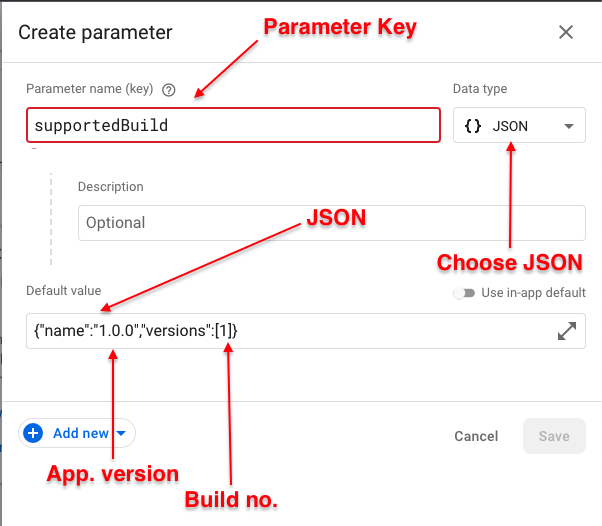 Create parameter
Parameter Key
Parameter name (key)
Data type
supportedBuild
{} JSON
Description
Optional
JSON
Choose JSON
Default value
Use in-app default
{"name":"1.0.0","versions":[1]}
Add new
Cancel
Save
App. version
Build no.